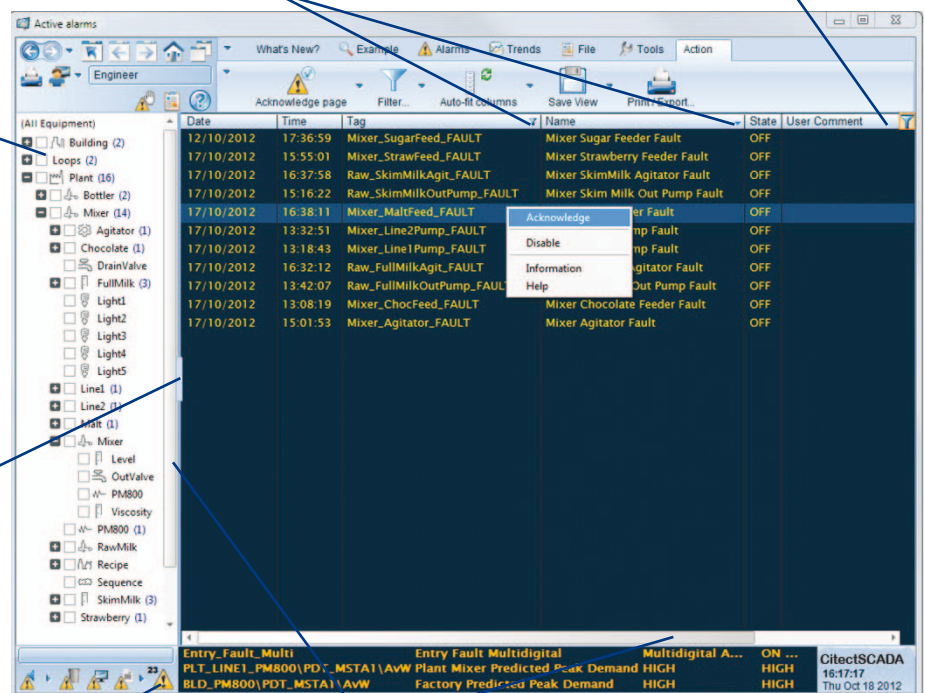 Active alarms
What's New? Example Alarms Trends File Tools Action
Engineer
Acknowledge page Filter... Auto-fit columns Save View Print / Export...
(All Equipment)
Building (2)
Loops (2)
Plant (16)
Bottler (2)
Mixer (14)
Agitator (1)
Chocolate (1)
DrainValve
FullMilk (3)
Light1
Light2
Light3
Light4
Light5
Line1 (1)
Line2 (1)
Malt (1)
Mixer
Level
OutValve
PM800
Viscosity
PM800 (1)
RawMilk
Recipe
Sequence
SkimMilk (3)
Strawberry (1)
Date Time Tag Name State User Comment
12/10/2012 17:36:59 Mixer_SugarFeed_FAULT Mixer Sugar Feeder Fault OFF
17/10/2012 15:55:01 Mixer_StrawFeed_FAULT Mixer Strawberry Feeder Fault OFF
17/10/2012 16:37:58 Raw_SkimMilkAgit_FAULT Mixer SkimMilk Agitator Fault OFF
17/10/2012 15:16:22 Raw_SkimMilkOutPump_FAULT Mixer Skim Milk Out Pump Fault OFF
17/10/2012 16:38:11 Mixer_MaltFeed_FAULT er Fault OFF
17/10/2012 13:32:51 Mixer_Line2Pump_FAULT mp Fault OFF
17/10/2012 13:18:43 Mixer_Line1Pump_FAULT mp Fault OFF
17/10/2012 16:32:12 Raw_FullMilkAgit_FAULT Agitator Fault OFF
17/10/2012 13:42:07 Raw_FullMilkOutPump_FAUL Out Pump Fault OFF
17/10/2012 13:08:19 Mixer_ChocFeed_FAULT Mixer Chocolate Feeder Fault OFF
17/10/2012 15:01:53 Mixer_Agitator_FAULT Mixer Agitator Fault OFF
Acknowledge
Disable
Information
Help
23
Entry_Fault_Multi Entry Fault Multidigital Multidigital A... ON ...
PLT_LINE1_PM800\PDT_MSTA1\AvW Plant Mixer Predicted Peak Demand HIGH HIGH
BLD_PM800\PDT_MSTA1\AvW Factory Predicted Peak Demand HIGH HIGH
CitectSCADA
16:17:17
Thu Oct 18 2012